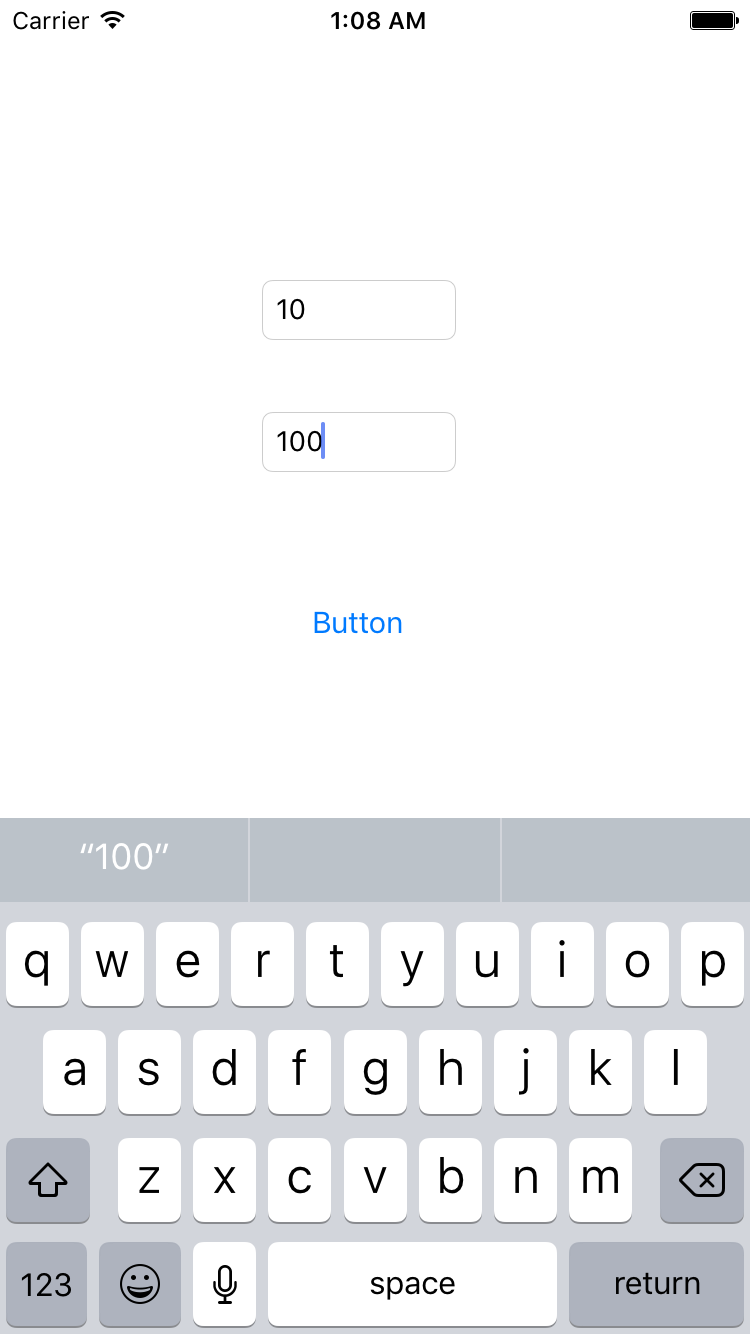 Carrier 1:08 AM
10
100
Button
“100”
q w e r t y u i o p
a s d f g h j k l
z x c v b n m
123 space return